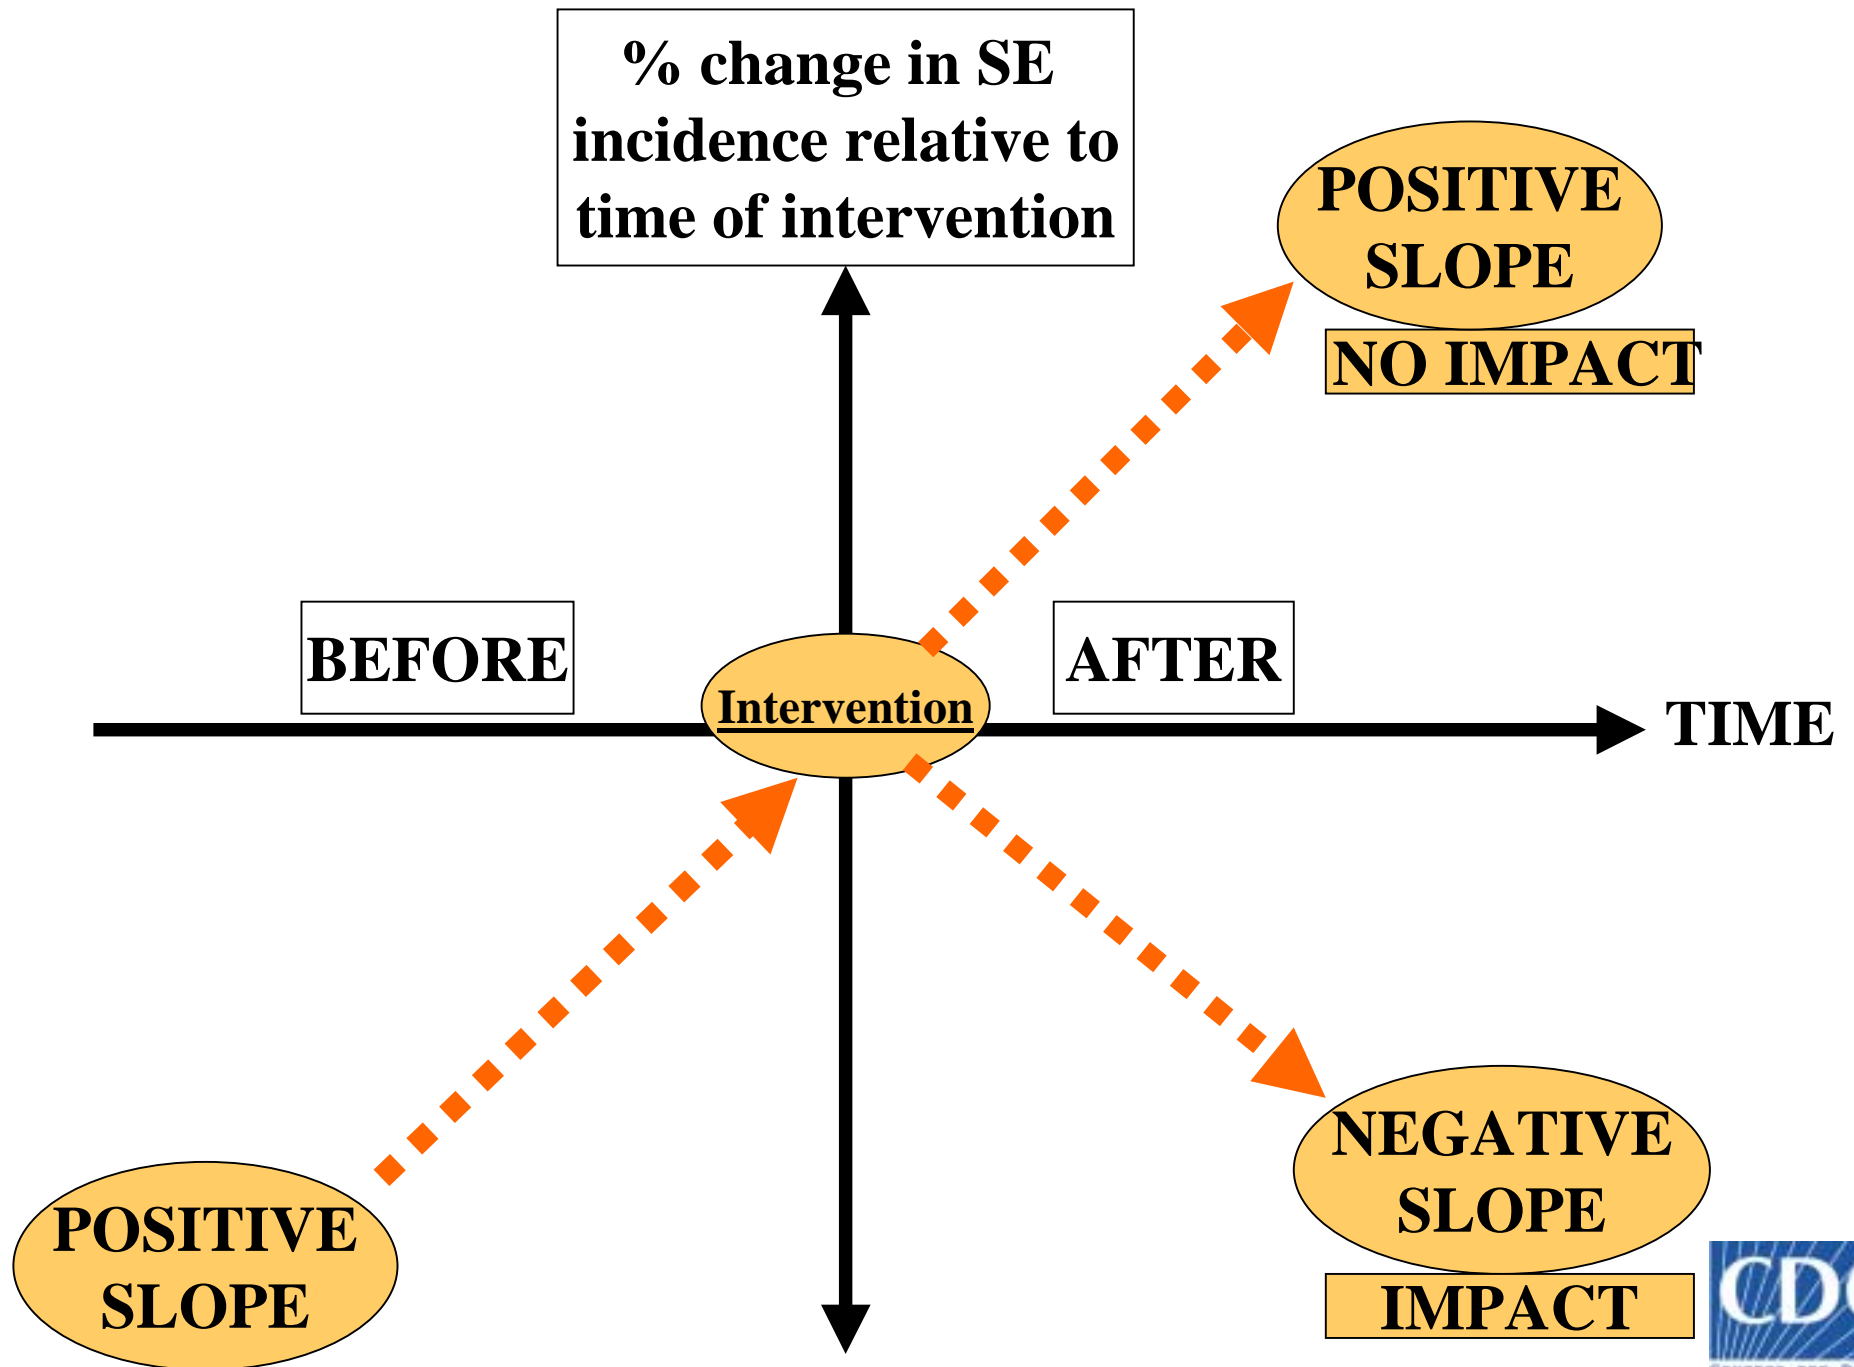 % change in SE
incidence relative to
time of intervention
POSITIVE
SLOPE
NO IMPACT
BEFORE
AFTER
Intervention
TIME
POSITIVE
SLOPE
NEGATIVE
SLOPE
IMPACT
CDC